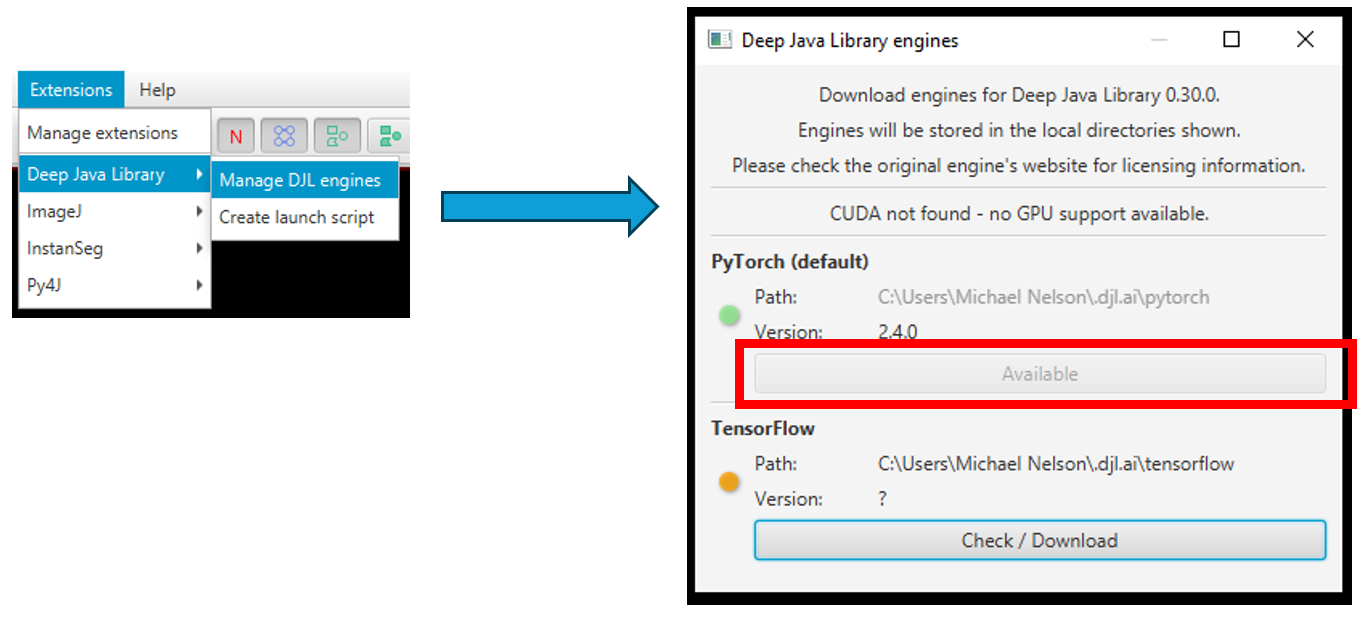 Extensions Help
Manage extensions
N
Deep Java Library
Manage DJL engines
ImageJ
Create launch script
InstanSeg
Py4J
Deep Java Library engines
Download engines for Deep Java Library 0.30.0.
Engines will be stored in the local directories shown.
Please check the original engine's website for licensing information.
CUDA not found - no GPU support available.
PyTorch (default)
Path: C:\Users\Michael Nelson\.djl.ai\pytorch
Version: 2.4.0
Available
TensorFlow
Path: C:\Users\Michael Nelson\.djl.ai\tensorflow
Version: ?
Check / Download